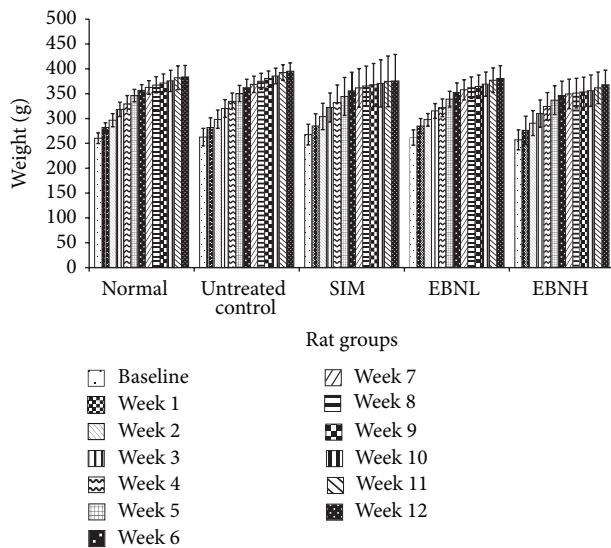 Weight (g)
500
450
400
350
300
250
200
150
100
50
0
Normal
Untreated
control
SIM
EBNL
EBNH
Rat groups
Baseline
Week 1
Week 2
Week 3
Week 4
Week 5
Week 6
Week 7
Week 8
Week 9
Week 10
Week 11
Week 12